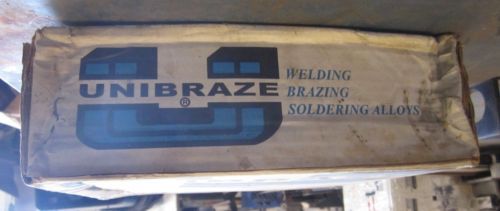 UNIBRAZE
®
WELDING
BRAZING
SOLDERING ALLOYS